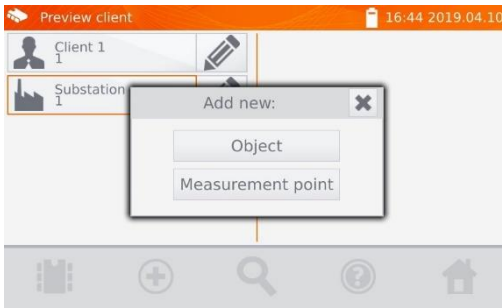 Preview client
16:44 2019.04.10
Client 1
1
Substation
1
Add new:
Object
Measurement point